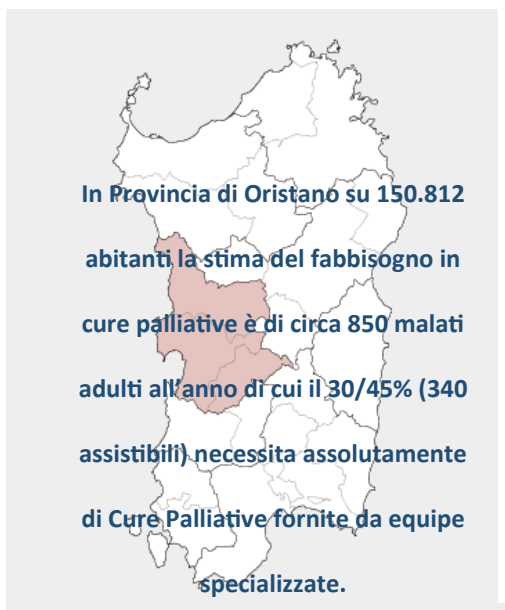 In Provincia di Oristano su 150.812
abitanti la stima del fabbisogno in
cure palliative è di circa 850 malati
adulti all’anno di cui il 30/45% (340
assistibili) necessita assolutamente
di Cure Palliative fornite da equipe
specializzate.